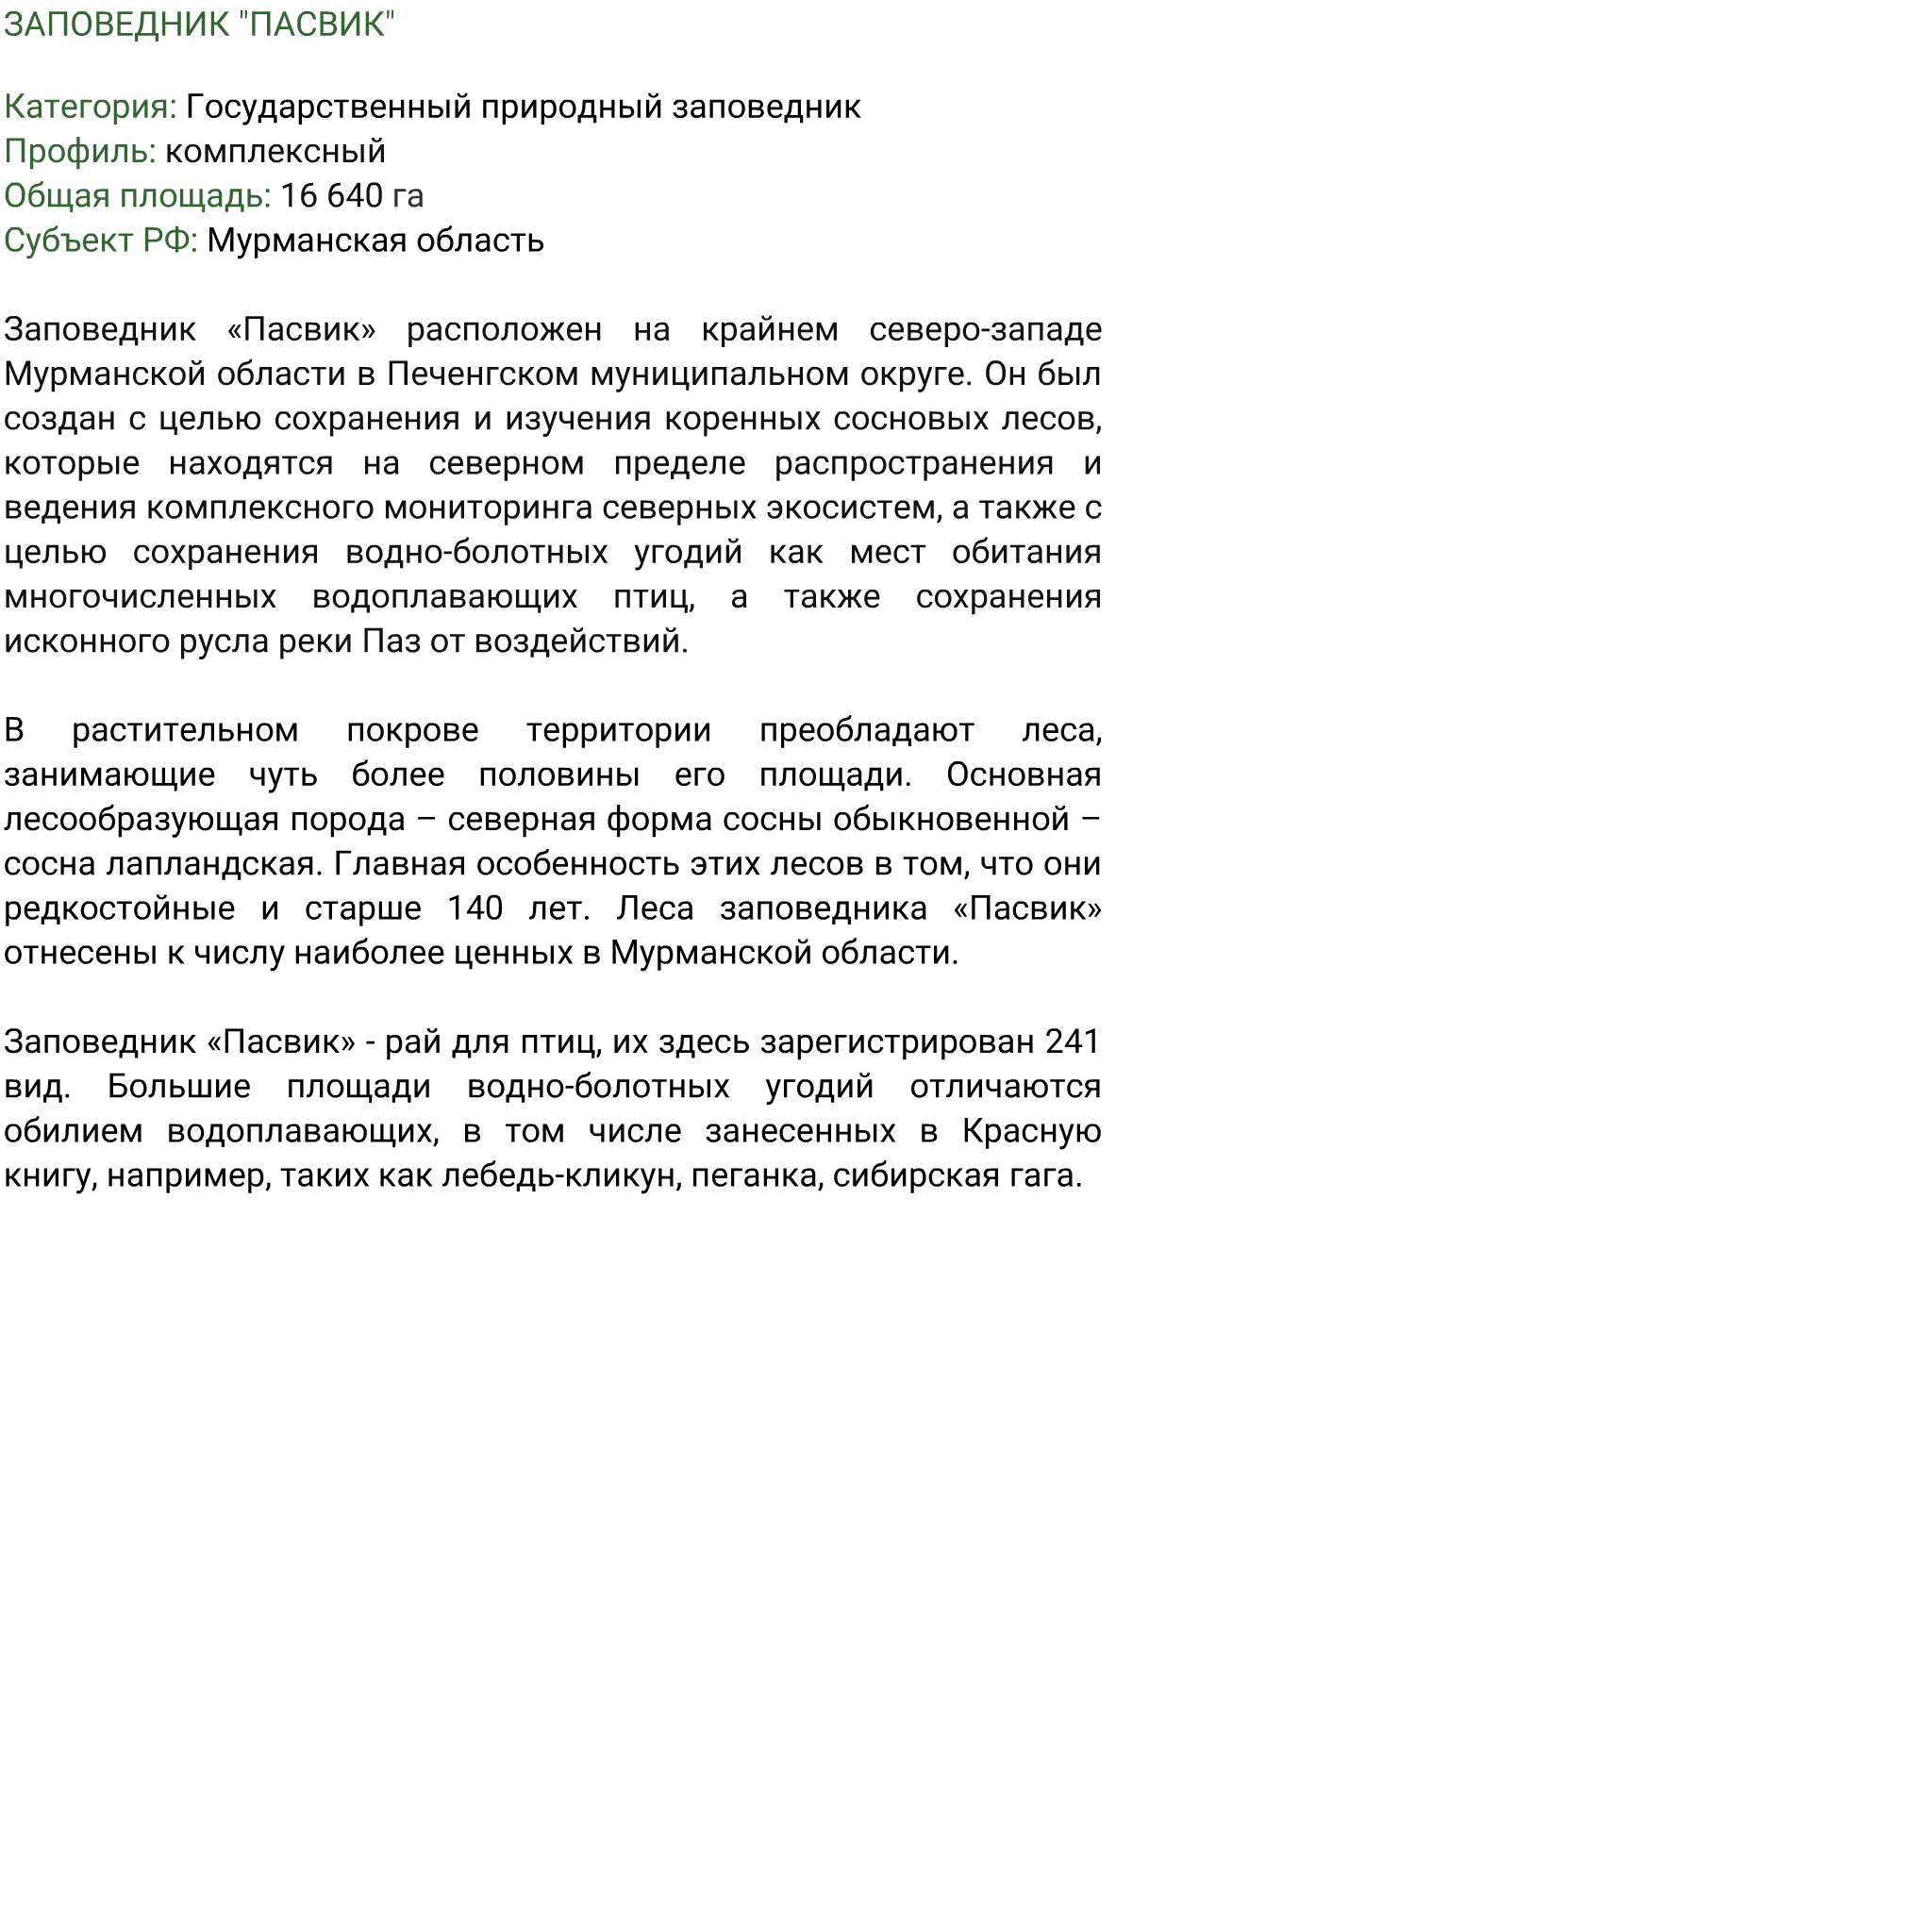 ЗАПОВЕДНИК "ПАСВИК"
Категория: Государственный природный заповедник
Профиль: комплексный
Общая площадь: 16 640 га
Субъект РФ: Мурманская область
Заповедник «Пасвик» расположен на крайнем северо-западе
Мурманской области в Печенгском муниципальном округе. Он был
создан с целью сохранения и изучения коренных сосновых лесов,
которые находятся на северном пределе распространения и
ведения комплексного мониторинга северных экосистем, а также с
целью сохранения водно-болотных угодий как мест обитания
многочисленных водоплавающих птиц, а также сохранения
исконного русла реки Паз от воздействий.
В растительном покрове территории преобладают леса,
занимающие чуть более половины его площади. Основная
лесообразующая порода – северная форма сосны обыкновенной –
сосна лапландская. Главная особенность этих лесов в том, что они
редкостойные и старше 140 лет. Леса заповедника «Пасвик»
отнесены к числу наиболее ценных в Мурманской области.
Заповедник «Пасвик» - рай для птиц, их здесь зарегистрирован 241
вид. Большие площади водно-болотных угодий отличаются
обилием водоплавающих, в том числе занесенных в Красную
книгу, например, таких как лебедь-кликун, пеганка, сибирская гага.